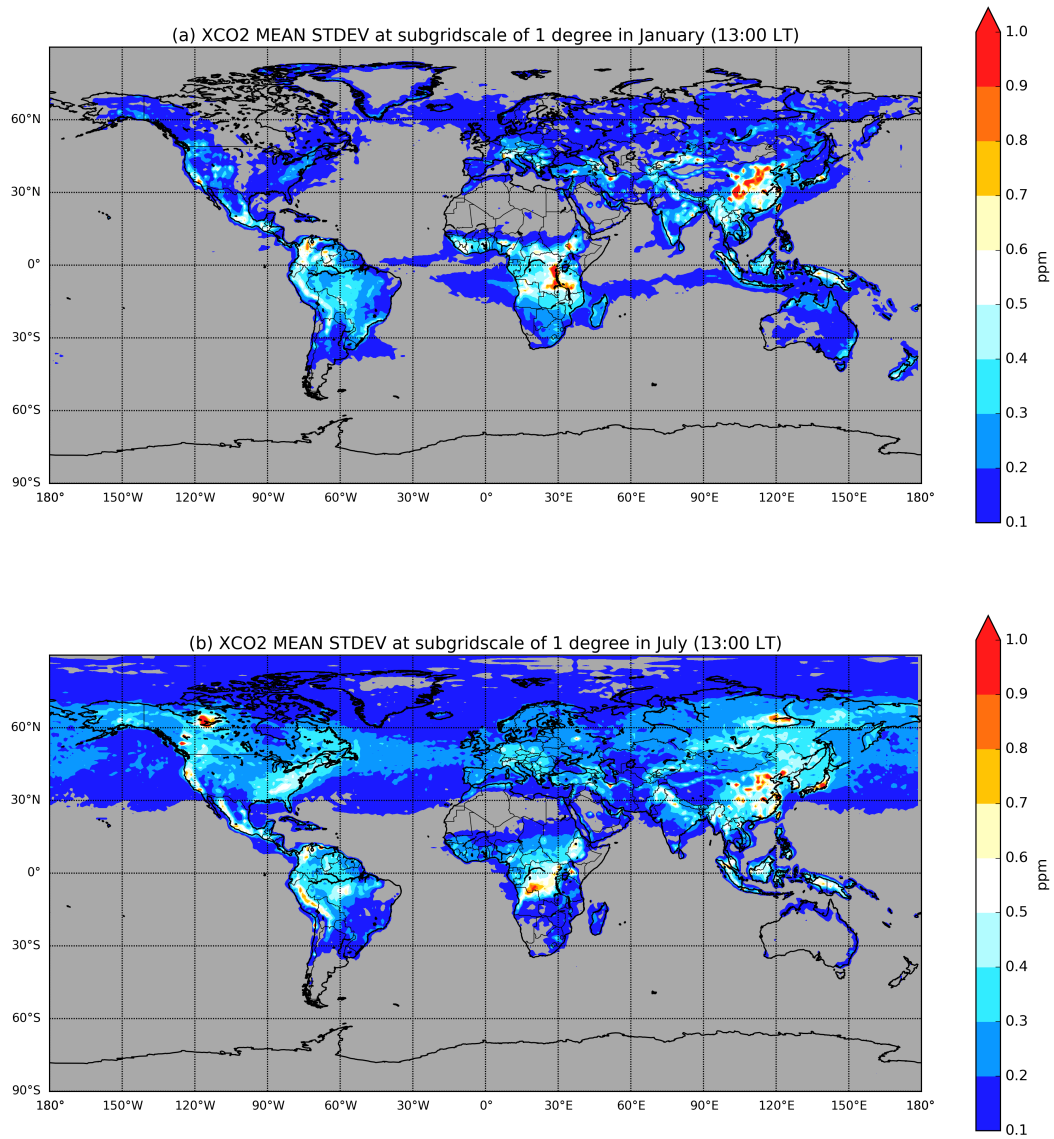 (a) XCO2 MEAN STDEV at subgridscale of 1 degree in January (13:00 LT)
60°N
30°N
0°
30°S
60°S
90°S
180° 150°W 120°W 90°W 60°W 30°W 0° 30°E 60°E 90°E 120°E 150°E 180°
1.0
0.9
0.8
0.7
0.6
0.5
0.4
0.3
0.2
0.1
ppm
(b) XCO2 MEAN STDEV at subgridscale of 1 degree in July (13:00 LT)
60°N
30°N
0°
30°S
60°S
90°S
180° 150°W 120°W 90°W 60°W 30°W 0° 30°E 60°E 90°E 120°E 150°E 180°
1.0
0.9
0.8
0.7
0.6
0.5
0.4
0.3
0.2
0.1
ppm